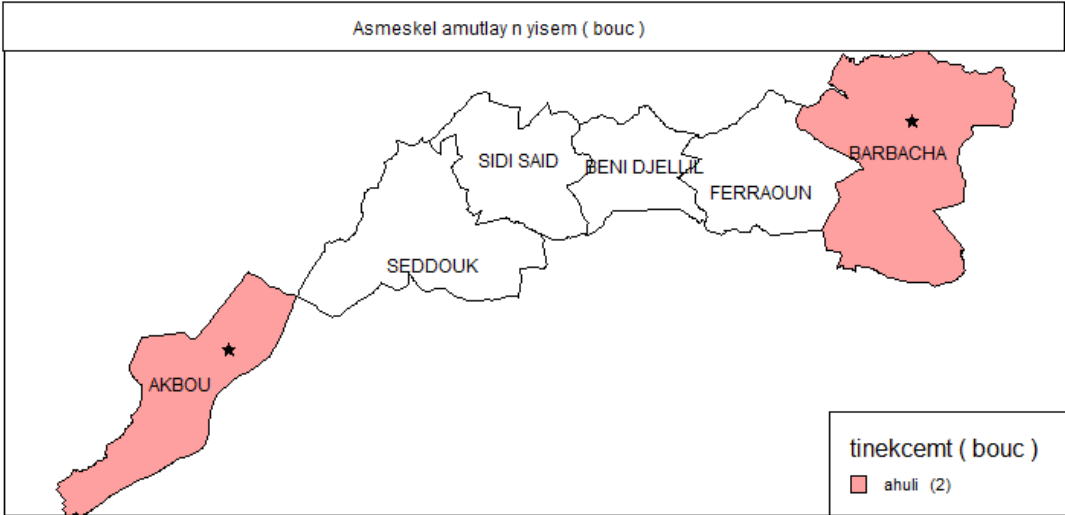 Asmeskel amutlay n yisem ( bouc )
BARBACHA
SIDI SAID
BENI DJELLIL
FERRAOUN
SEDDOUK
AKBOU
tinekcemt ( bouc )
ahuli (2)